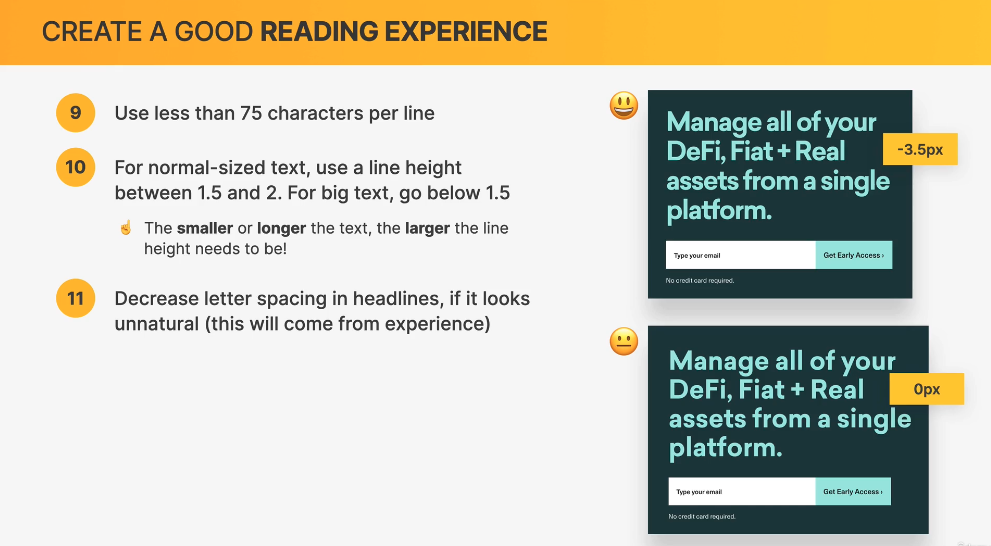 CREATE A GOOD READING EXPERIENCE
9
Use less than 75 characters per line
10
For normal-sized text, use a line height
between 1.5 and 2. For big text, go below 1.5
☝️ The smaller or longer the text, the larger the line
height needs to be!
11
Decrease letter spacing in headlines, if it looks
unnatural (this will come from experience)
Manage all of your
DeFi, Fiat + Real
assets from a single
platform.
-3.5px
Type your email
Get Early Access ›
No credit card required.
Manage all of your
DeFi, Fiat + Real
assets from a single
platform.
0px
Type your email
Get Early Access ›
No credit card required.